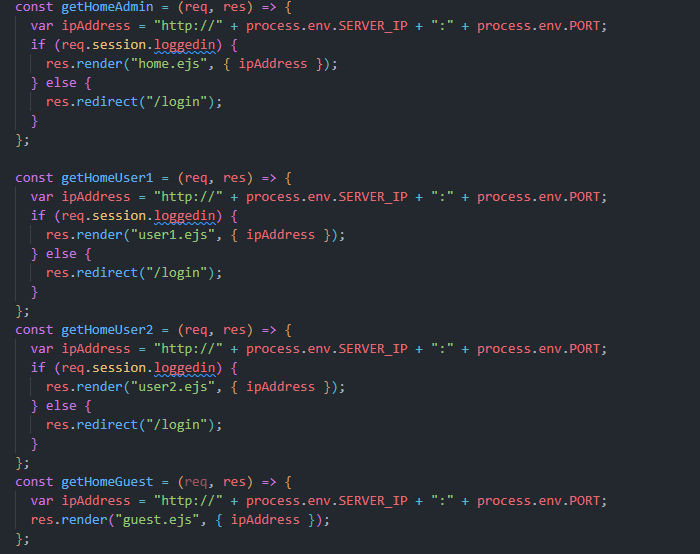 const getHomeAdmin = (req, res) => {
  var ipAddress = "http://" + process.env.SERVER_IP + ":" + process.env.PORT;
  if (req.session.loggedin) {
    res.render("home.ejs", { ipAddress });
  } else {
    res.redirect("/login");
  }
};

const getHomeUser1 = (req, res) => {
  var ipAddress = "http://" + process.env.SERVER_IP + ":" + process.env.PORT;
  if (req.session.loggedin) {
    res.render("user1.ejs", { ipAddress });
  } else {
    res.redirect("/login");
  }
};
const getHomeUser2 = (req, res) => {
  var ipAddress = "http://" + process.env.SERVER_IP + ":" + process.env.PORT;
  if (req.session.loggedin) {
    res.render("user2.ejs", { ipAddress });
  } else {
    res.redirect("/login");
  }
};
const getHomeGuest = (req, res) => {
  var ipAddress = "http://" + process.env.SERVER_IP + ":" + process.env.PORT;
  res.render("guest.ejs", { ipAddress });
};